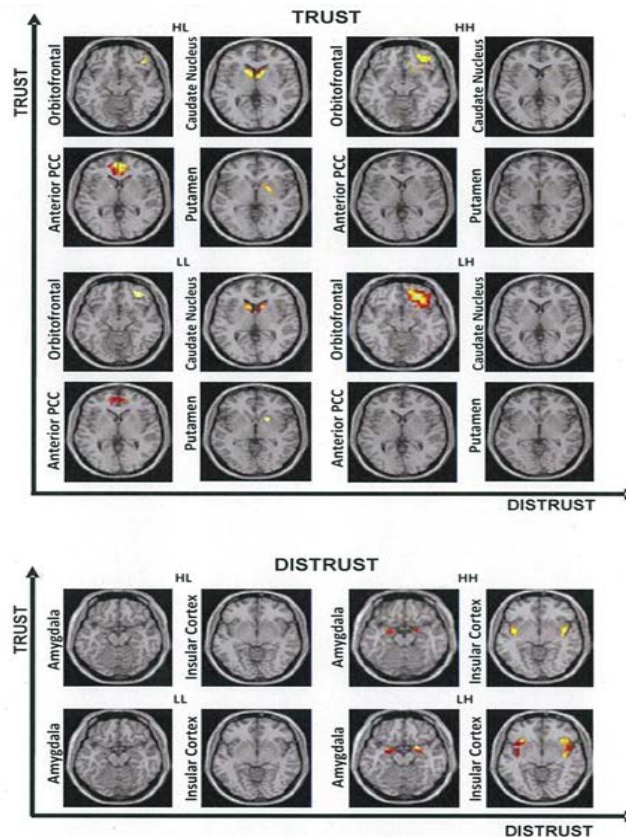 TRUST
HL
HH
TRUST
Orbitofrontal
Caudate Nucleus
Orbitofrontal
Caudate Nucleus
Anterior PCC
Putamen
Anterior PCC
Putamen
LL
LH
Orbitofrontal
Caudate Nucleus
Orbitofrontal
Caudate Nucleus
Anterior PCC
Putamen
Anterior PCC
Putamen
DISTRUST
DISTRUST
HL
HH
TRUST
Amygdala
Insular Cortex
Amygdala
Insular Cortex
LL
LH
Amygdala
Insular Cortex
Amygdala
Insular Cortex
DISTRUST